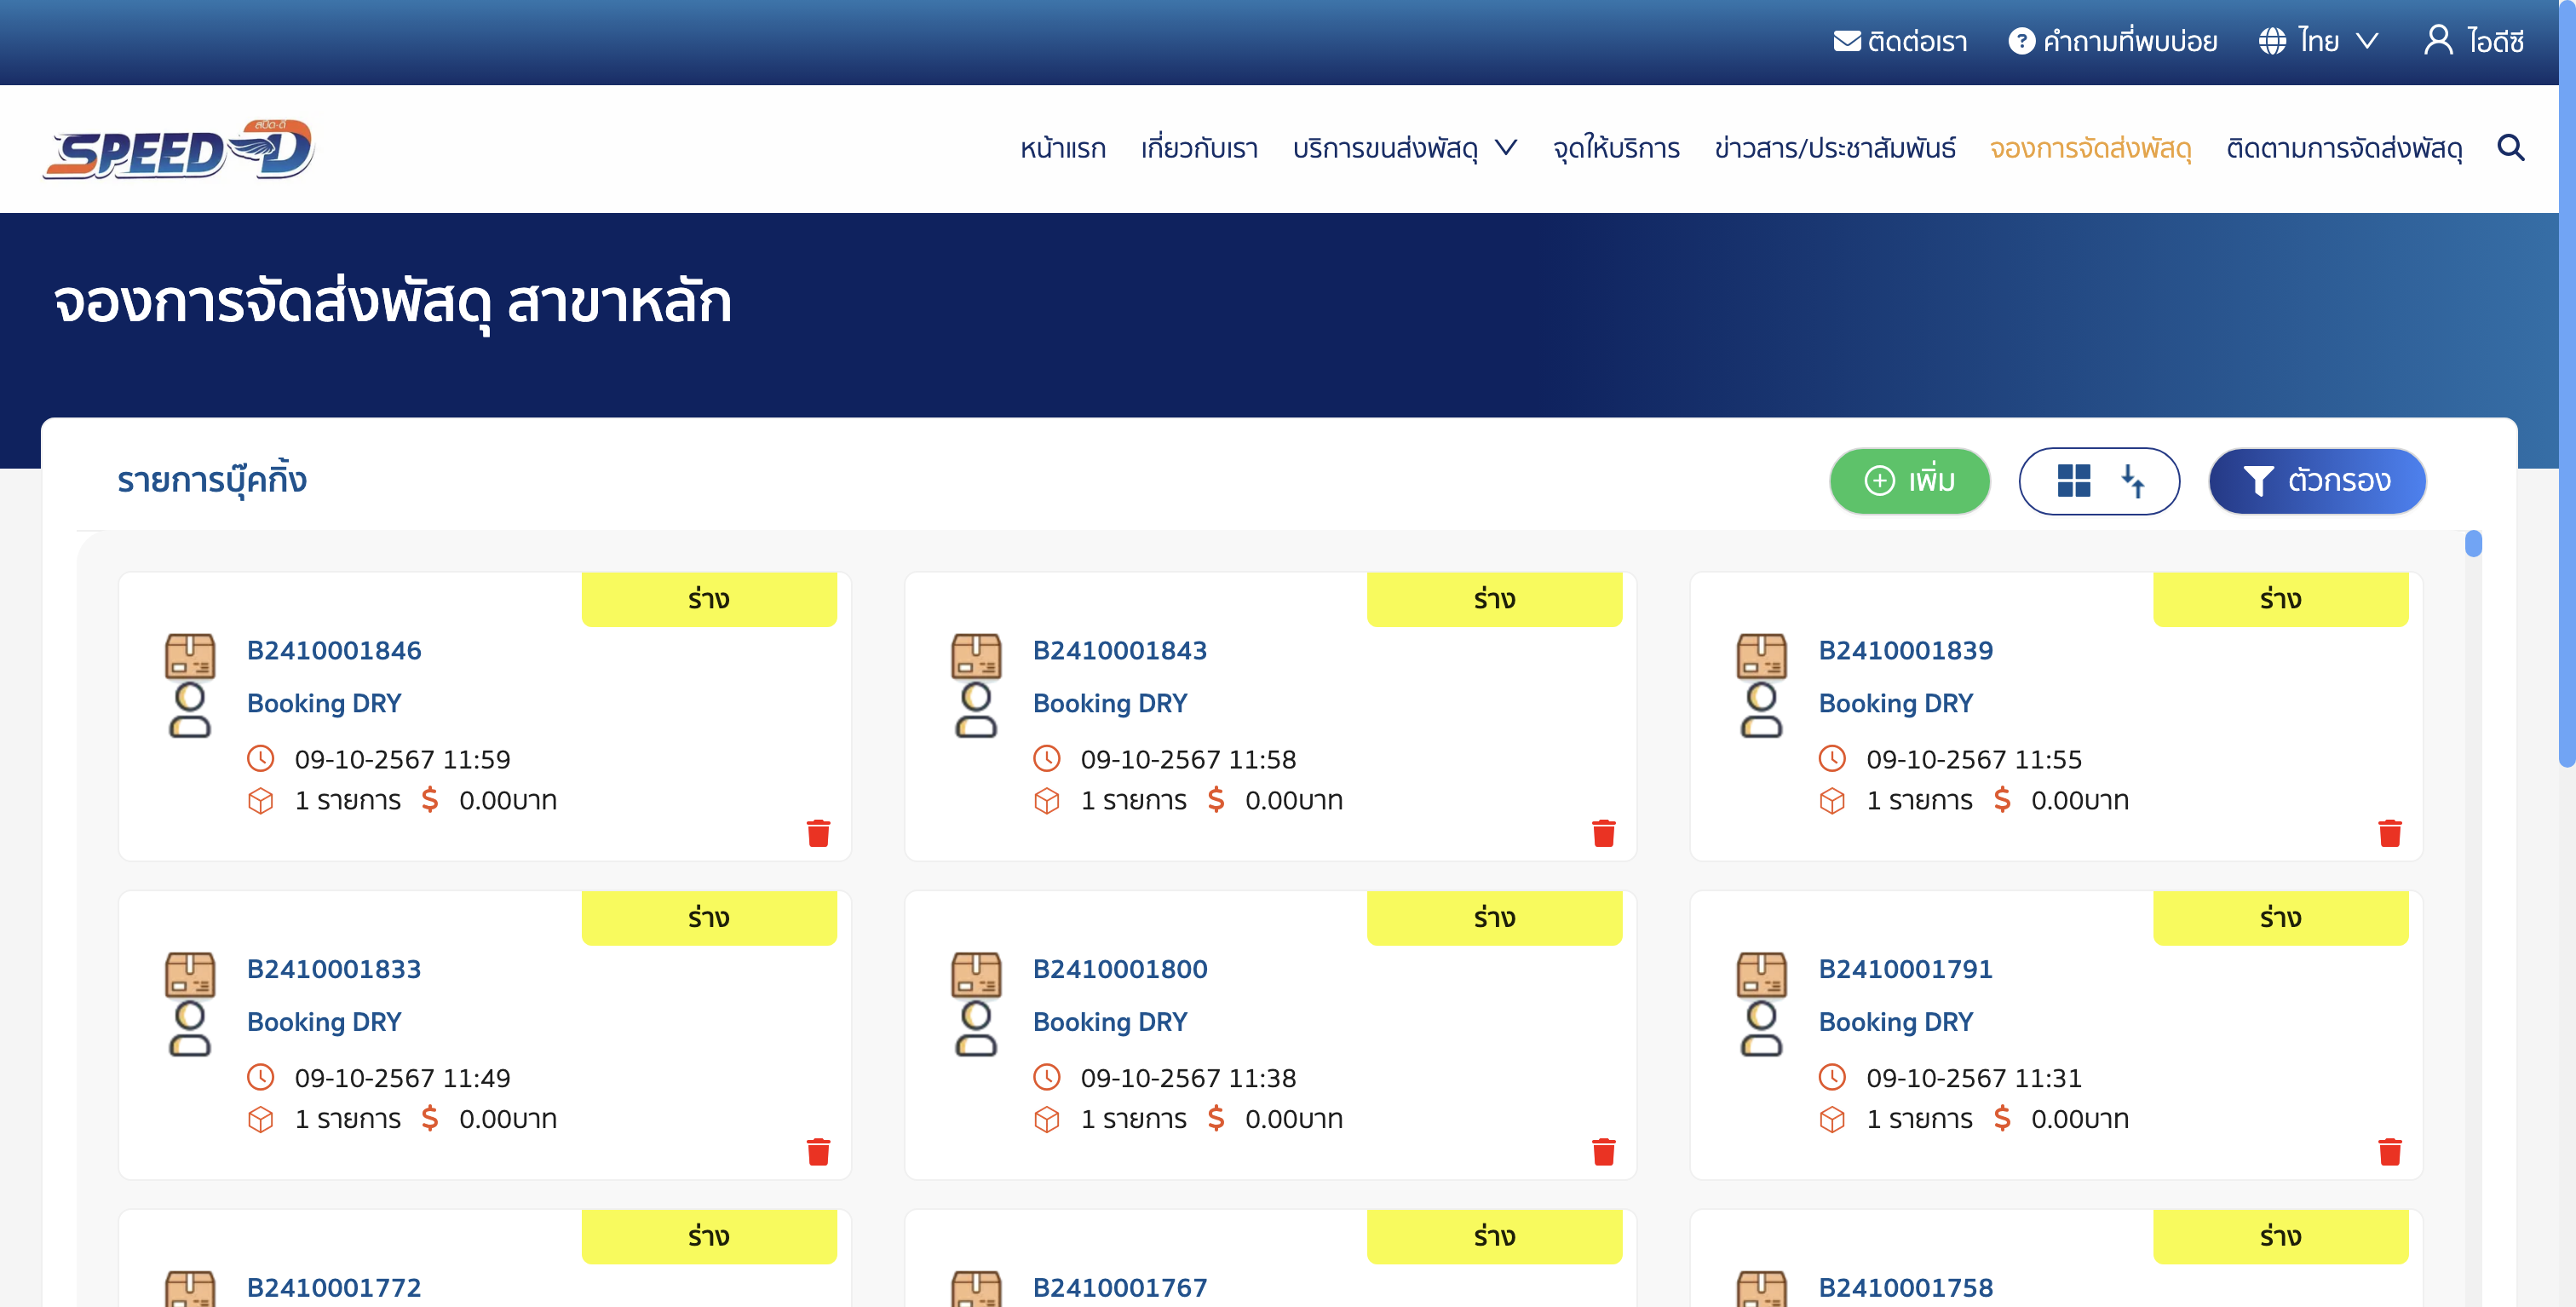 ติดต่อเรา คำถามที่พบบ่อย ไทย ไอดีซี
สปีด-ดี
SPEED-D
หน้าแรก เกี่ยวกับเรา บริการขนส่งพัสดุ จุดให้บริการ ข่าวสาร/ประชาสัมพันธ์ จองการจัดส่งพัสดุ ติดตามการจัดส่งพัสดุ
จองการจัดส่งพัสดุ สาขาหลัก
รายการบุ๊คกิ้ง เพิ่ม ตัวกรอง
ร่าง
B2410001846
Booking DRY
09-10-2567 11:59
1 รายการ $ 0.00บาท
ร่าง
B2410001843
Booking DRY
09-10-2567 11:58
1 รายการ $ 0.00บาท
ร่าง
B2410001839
Booking DRY
09-10-2567 11:55
1 รายการ $ 0.00บาท
ร่าง
B2410001833
Booking DRY
09-10-2567 11:49
1 รายการ $ 0.00บาท
ร่าง
B2410001800
Booking DRY
09-10-2567 11:38
1 รายการ $ 0.00บาท
ร่าง
B2410001791
Booking DRY
09-10-2567 11:31
1 รายการ $ 0.00บาท
ร่าง
B2410001772
ร่าง
B2410001767
ร่าง
B2410001758